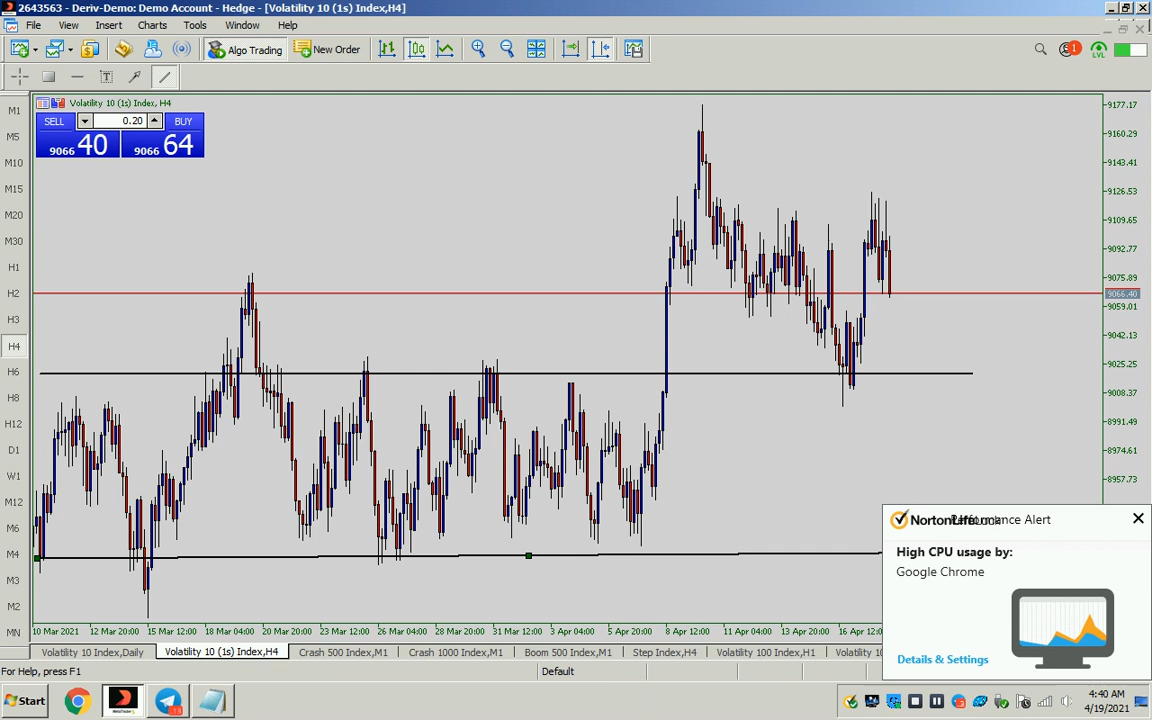 2643563 - Deriv-Demo: Demo Account - Hedge - [Volatility 10 (1s) Index,H4]
File View Insert Charts Tools Window Help
Algo Trading New Order 1 LVL
T
Volatility 10 (1s) Index, H4
SELL 0.20 BUY
9066 40 9066 64
M1
M5
M10
M15
M20
M30
H1
H2
H3
H4
H6
H8
H12
D1
W1
M12
M6
M4
M3
M2
MN
9177.17
9160.29
9143.41
9126.53
9109.65
9092.77
9075.89
9066.40
9059.01
9042.13
9025.25
9008.37
8991.49
8974.61
8957.73
10 Mar 2021 12 Mar 20:00 15 Mar 12:00 18 Mar 04:00 20 Mar 20:00 23 Mar 12:00 26 Mar 04:00 28 Mar 20:00 31 Mar 12:00 3 Apr 04:00 5 Apr 20:00 8 Apr 12:00 11 Apr 04:00 13 Apr 20:00 16 Apr 12:0
NortonLife Alert
High CPU usage by:
Google Chrome
Details & Settings
Volatility 10 Index,Daily Volatility 10 (1s) Index,H4 Crash 500 Index,M1 Crash 1000 Index,M1 Boom 500 Index,M1 Step Index,H4 Volatility 100 Index,H1 Volatility 10
For Help, press F1 Default
Start MetaTrader 5 13 4:40 AM
4/19/2021